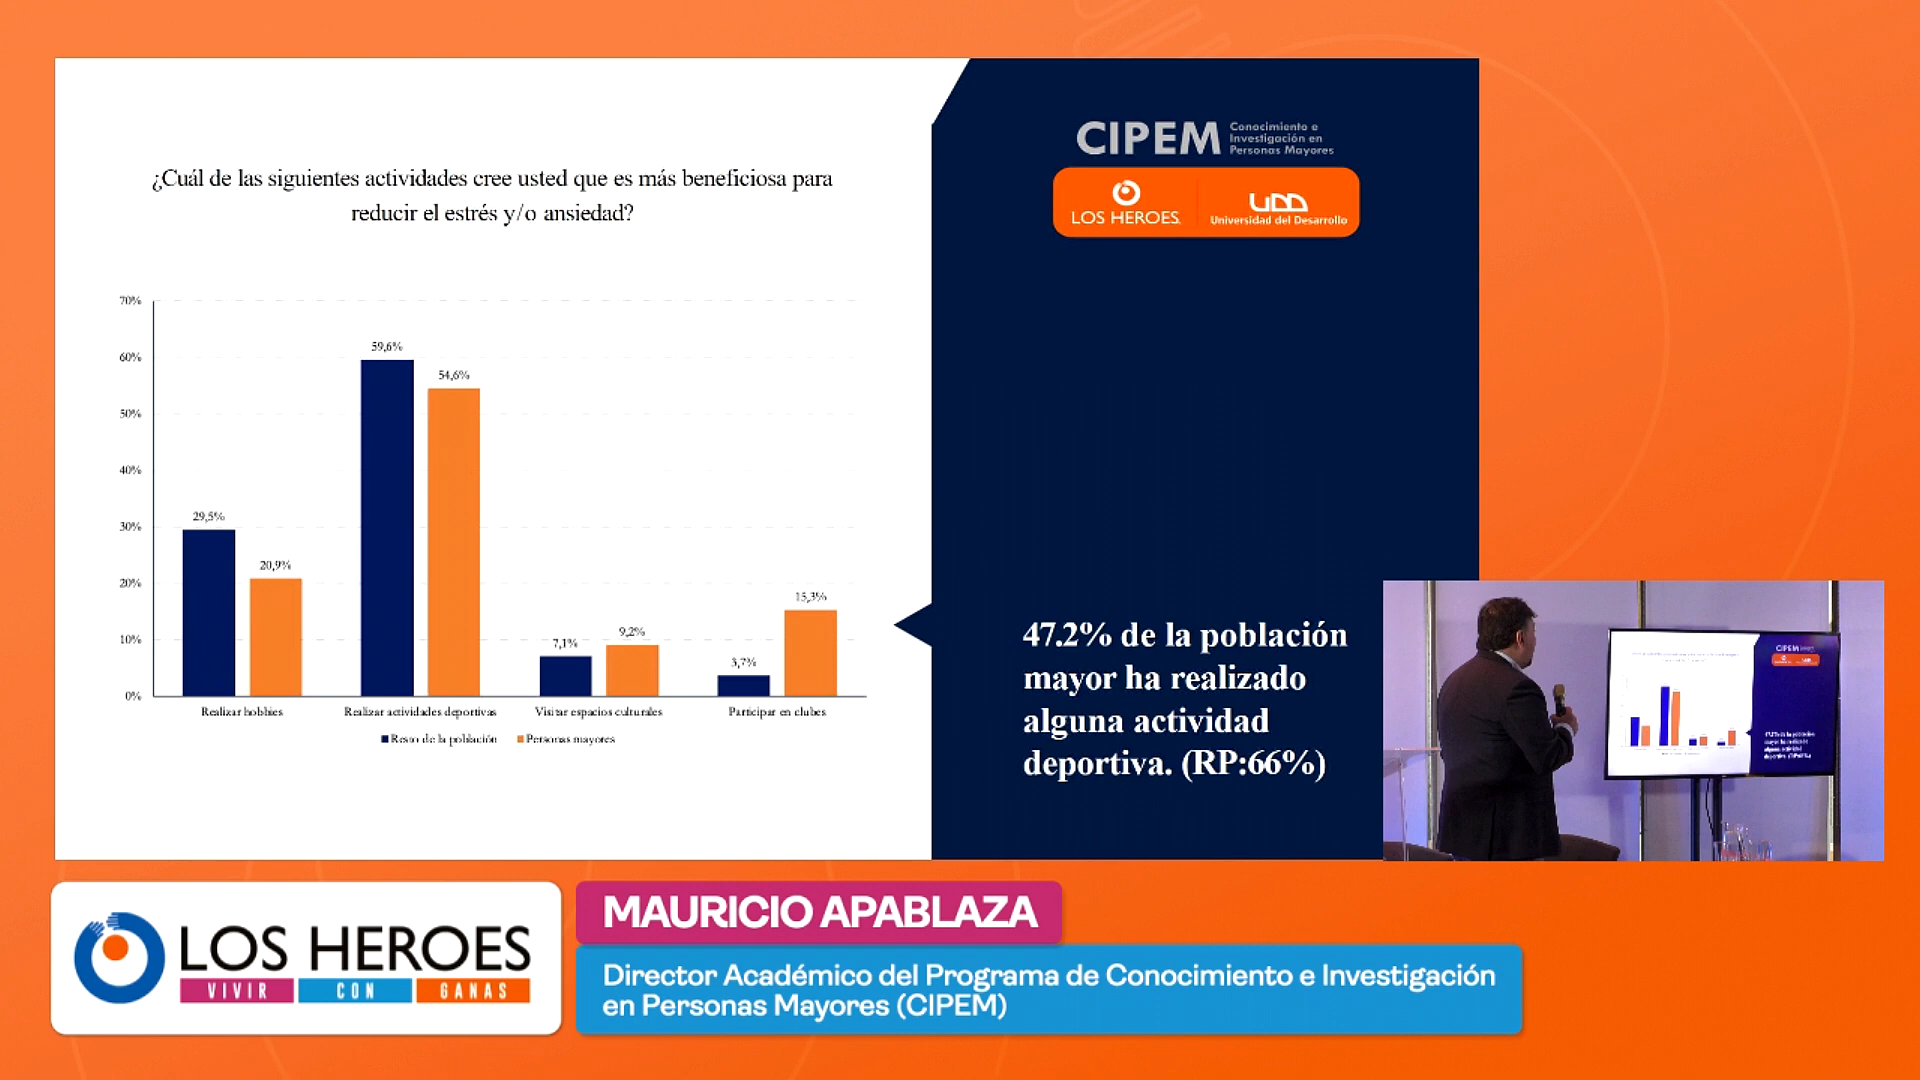 ¿Cuál de las siguientes actividades cree usted que es más beneficiosa para
reducir el estrés y/o ansiedad?
70%
60%
50%
40%
30%
20%
10%
0%
29,5%
20,9%
59,6%
54,6%
7,1%
9,2%
3,7%
15,3%
Realizar hobbies
Realizar actividades deportivas
Visitar espacios culturales
Participar en clubes
Resto de la población
Personas mayores
CIPEM
Conocimiento e
Investigación en
Personas Mayores
LOS HEROES
UDD
Universidad del Desarrollo
47.2% de la población
mayor ha realizado
alguna actividad
deportiva. (RP:66%)
CIPEM
LOS HEROES
VIVIR CON GANAS
MAURICIO APABLAZA
Director Académico del Programa de Conocimiento e Investigación
en Personas Mayores (CIPEM)